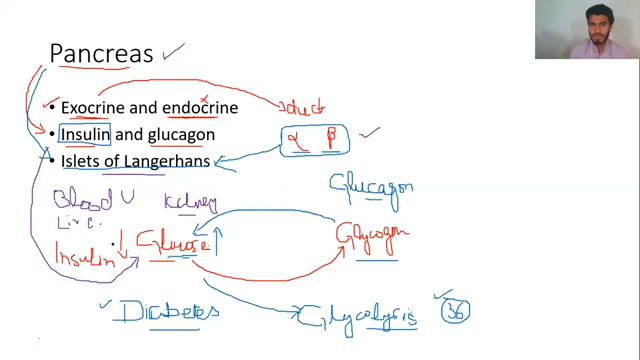 Pancreas
• Exocrine and endocrine
duct
• Insulin and glucagon
α β
• Islets of Langerhans
Glucagon
Blood
Kidney
Insulin
Glucose
Diabetes
Glycolysis
36